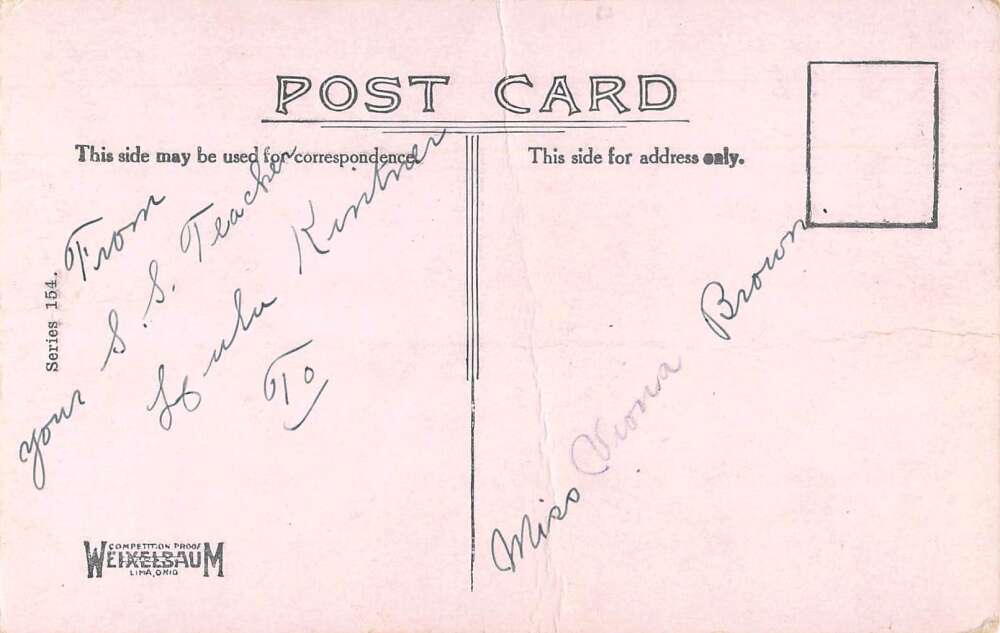 POST CARD
This side may be used for correspondence
This side for address only.
Series 154.
From
your S. S. Teacher
Lulu Kintner
To
Miss Viona Brown.
COMPETITION PROOF
WEIXELBAUM
LIMA, OHIO